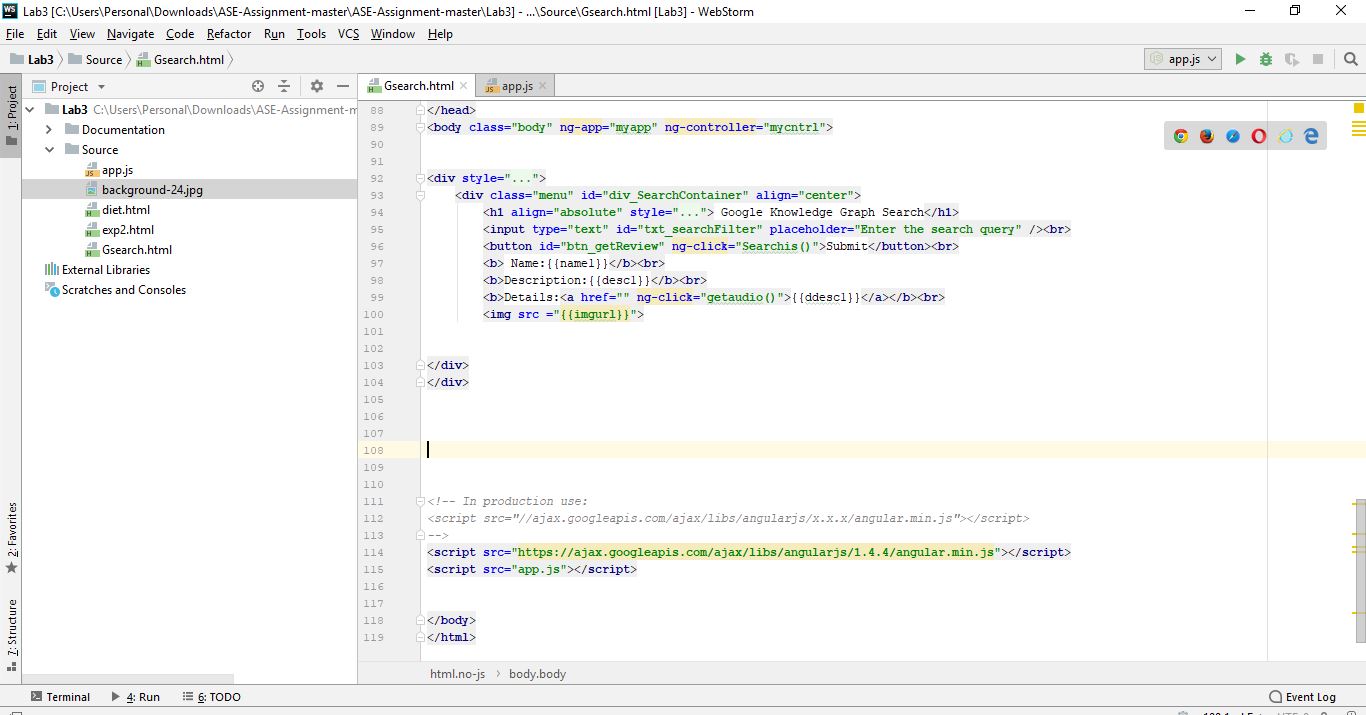 Lab3 [C:\Users\Personal\Downloads\ASE-Assignment-master\ASE-Assignment-master\Lab3] - ...\Source\Gsearch.html [Lab3] - WebStorm
File Edit View Navigate Code Refactor Run Tools VCS Window Help
Lab3 Source Gsearch.html app.js
Project Gsearch.html app.js
1: Project
Lab3 C:\Users\Personal\Downloads\ASE-Assignment-m
Documentation
Source
app.js
background-24.jpg
diet.html
exp2.html
Gsearch.html
External Libraries
Scratches and Consoles
2: Favorites
7: Structure
88 </head>
89 <body class="body" ng-app="myapp" ng-controller="mycntrl">
90
91
92 <div style="...">
93 <div class="menu" id="div_SearchContainer" align="center">
94 <h1 align="absolute" style="..."> Google Knowledge Graph Search</h1>
95 <input type="text" id="txt_searchFilter" placeholder="Enter the search query" /><br>
96 <button id="btn_getReview" ng-click="Searchis()">Submit</button><br>
97 <b> Name:{{name1}}</b><br>
98 <b>Description:{{desc1}}</b><br>
99 <b>Details:<a href="" ng-click="getaudio()">{{ddesc1}}</a></b><br>
100 <img src ="{{imgurl}}">
101
102
103 </div>
104 </div>
105
106
107
108
109
110
111 <!-- In production use:
112 <script src="//ajax.googleapis.com/ajax/libs/angularjs/x.x.x/angular.min.js"></script>
113 -->
114 <script src="https://ajax.googleapis.com/ajax/libs/angularjs/1.4.4/angular.min.js"></script>
115 <script src="app.js"></script>
116
117
118 </body>
119 </html>
html.no-js body.body
Terminal 4: Run 6: TODO Event Log